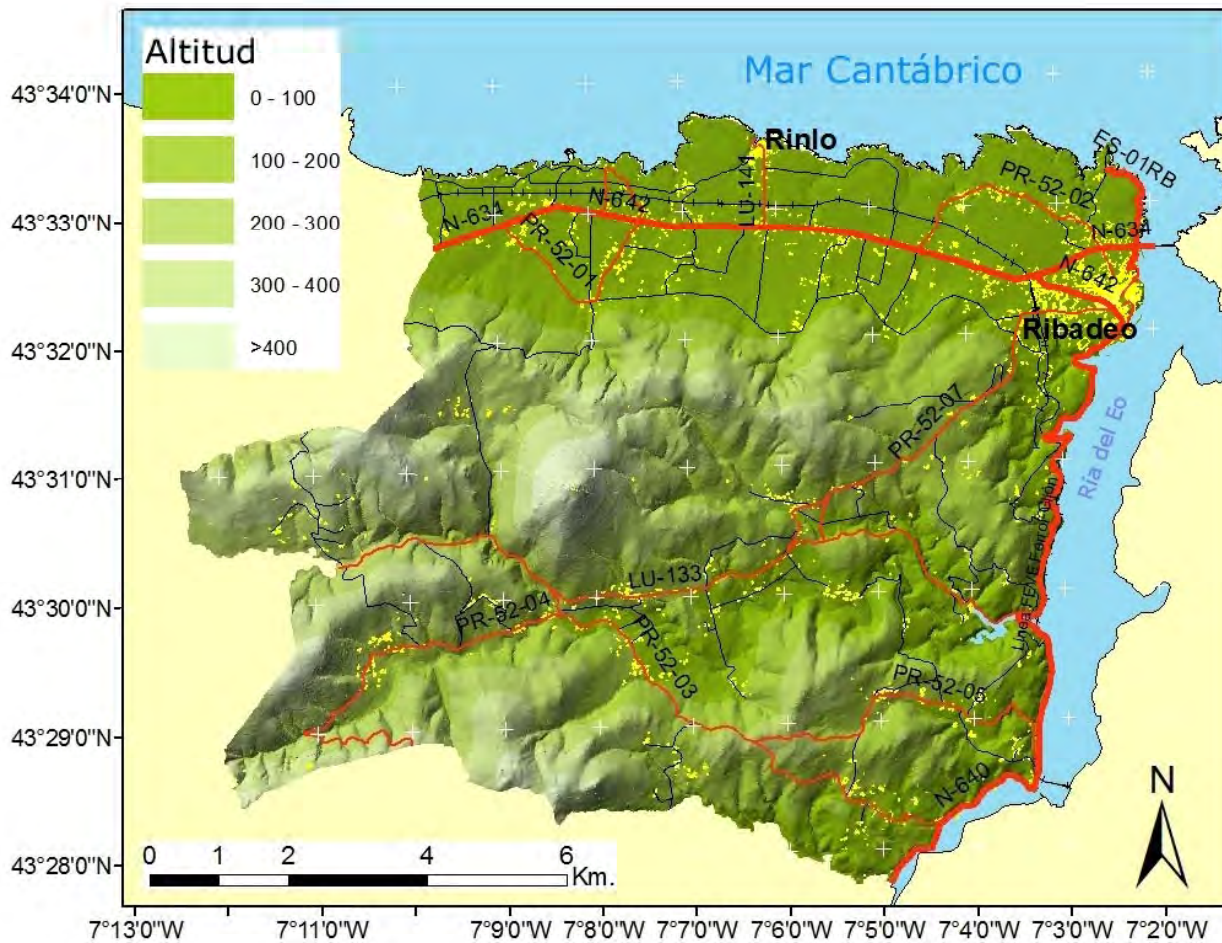 Altitud
0 - 100
100 - 200
200 - 300
300 - 400
>400
Mar Cantábrico
Rinlo
ES-01RB
PR-52-02
LU-141
N-642
N-634
PR-52-01
N-634
N-642
Ribadeo
PR-52-07
Ria del Eo
LU-133
PR-52-04
PR-52-03
PR-52-05
N-640
N
0 1 2 4 6
Km.
43°34'0"N
43°33'0"N
43°32'0"N
43°31'0"N
43°30'0"N
43°29'0"N
43°28'0"N
7°13'0"W 7°11'0"W 7°9'0"W 7°8'0"W 7°7'0"W 7°6'0"W 7°5'0"W 7°4'0"W 7°3'0"W 7°2'0"W